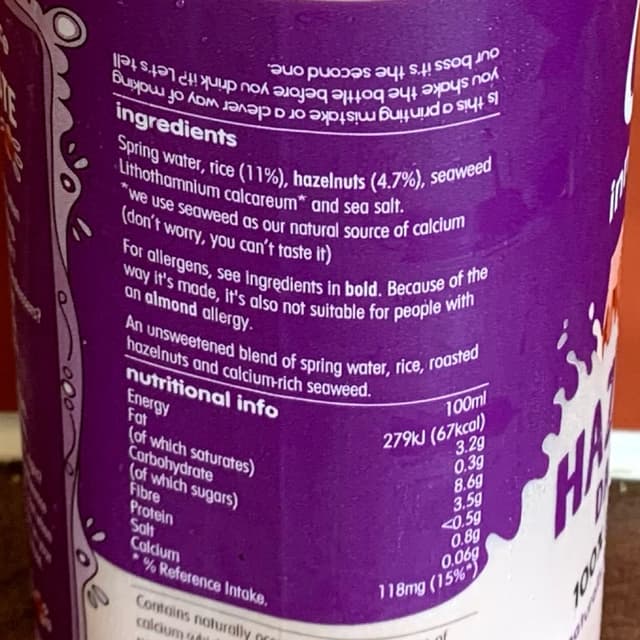 Is this a printing mistake or a clever way of making
you shake the bottle before you drink it? Let's tell
our boss it's the second one.
ingredients
Spring water, rice (11%), hazelnuts (4.7%), seaweed
Lithothamnium calcareum* and sea salt.
*we use seaweed as our natural source of calcium
(don't worry, you can't taste it)
For allergens, see ingredients in bold. Because of the
way it's made, it's also not suitable for people with
an almond allergy.
An unsweetened blend of spring water, rice, roasted
hazelnuts and calcium-rich seaweed.
nutritional info 100ml
Energy 279kJ (67kcal)
Fat 3.2g
(of which saturates) 0.3g
Carbohydrate 8.6g
(of which sugars) 3.5g
Fibre <0.5g
Protein 0.8g
Salt 0.06g
Calcium 118mg (15%*)
* % Reference Intake.
Contains naturally
calcium
HAZ
100%